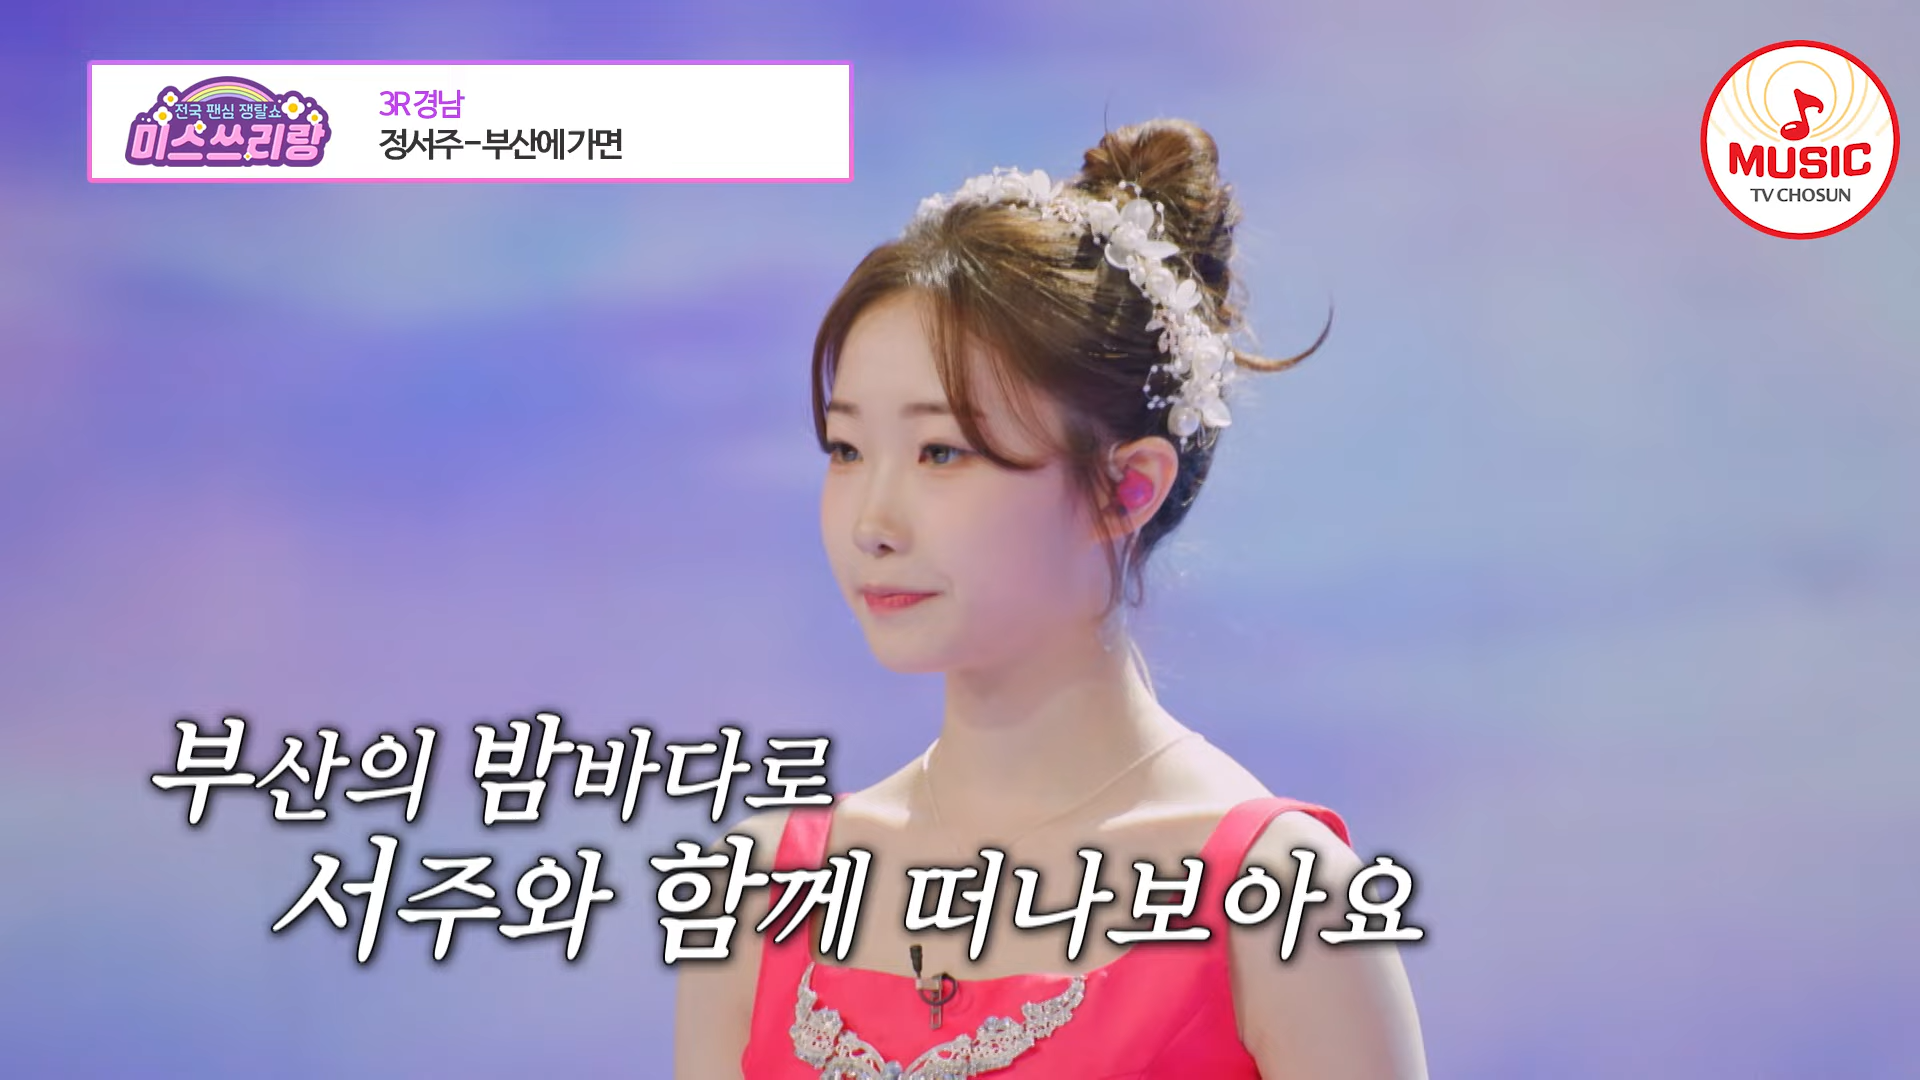 전국 팬심 쟁탈쇼
미스쓰리랑
3R 경남
정서주-부산에 가면
MUSIC
TV CHOSUN
부산의 밤바다로
서주와 함께 떠나보아요